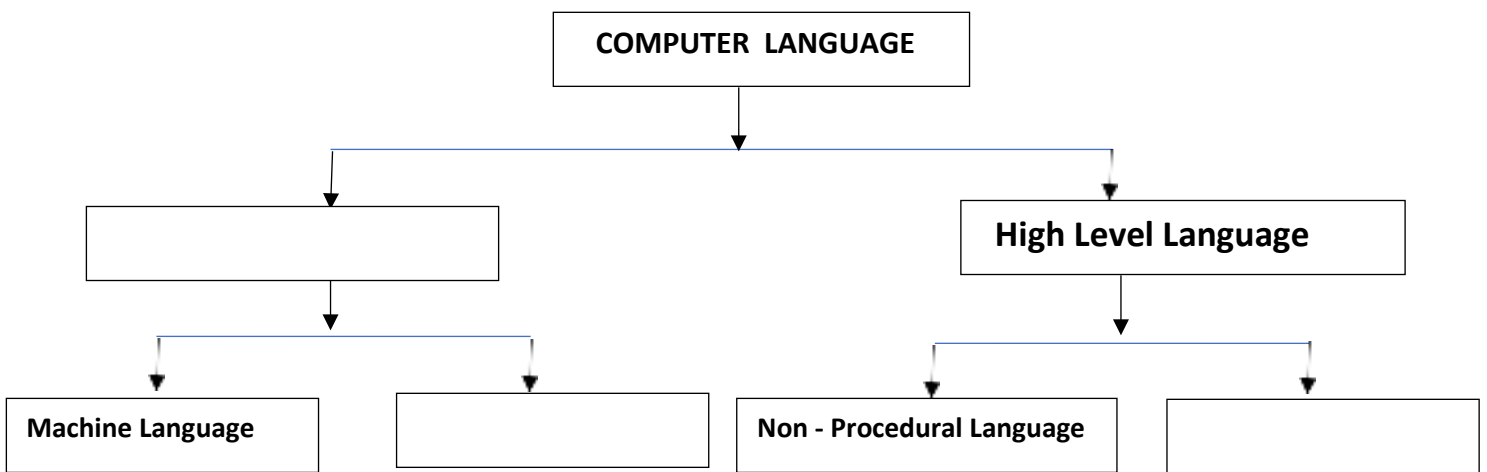 COMPUTER LANGUAGE
High Level Language
Machine Language
Non - Procedural Language